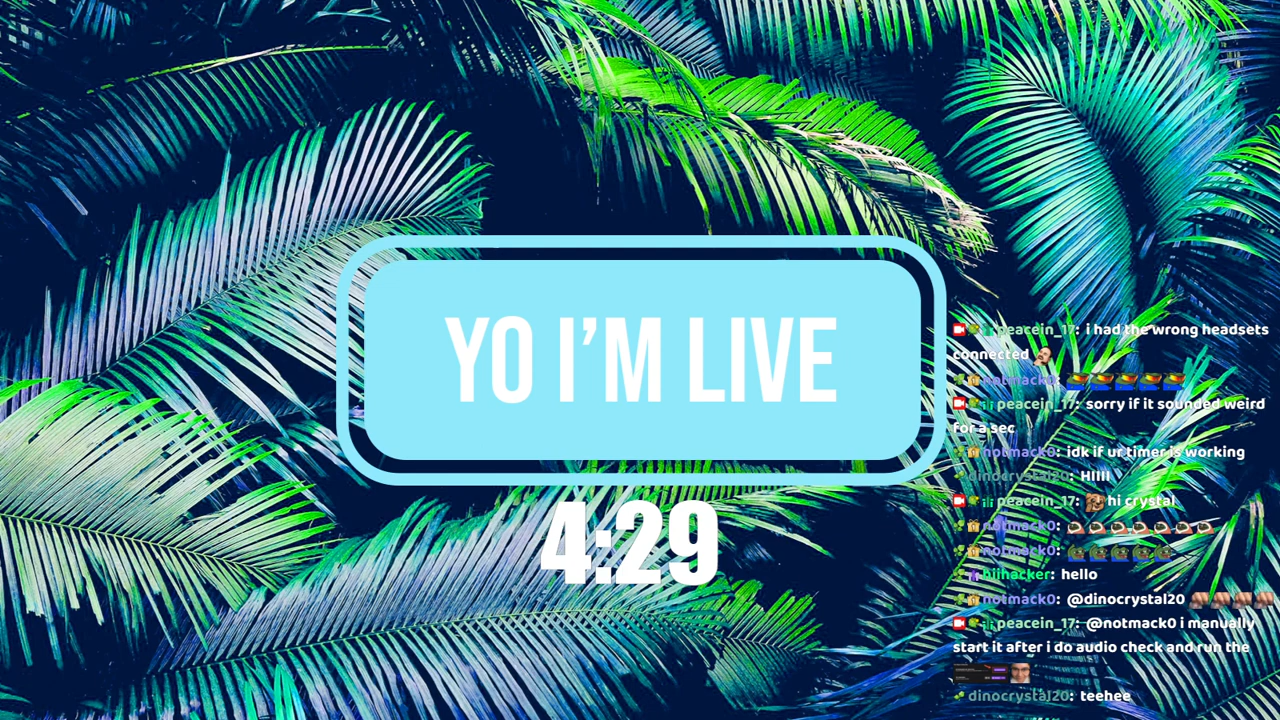 YO I'M LIVE
4:29
peacein_17: i had the wrong headsets
connected
notmack0:
peacein_17: sorry if it sounded weird
for a sec
notmack0: idk if ur timer is working
dinocrystal20: HIIII
peacein_17: hi crystal
notmack0:
notmack0:
hiihacker: hello
notmack0: @dinocrystal20
peacein_17: @notmack0 i manually
start it after i do audio check and run the
dinocrystal20: teehee